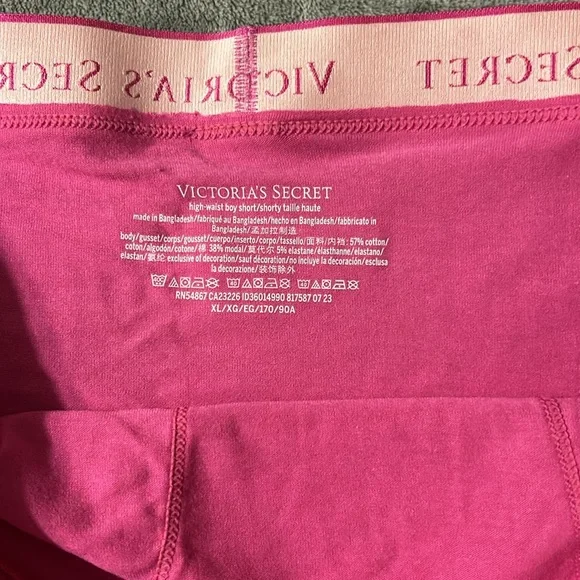 SECRET VICTORIA'S SECRET
VICTORIA'S SECRET
high-waist boy short/shorty taille haute
made in Bangladesh/fabriqué au Bangladesh/hecho en Bangladesh/fabbricato in
Bangladesh/孟加拉制造
body/gusset/corps/gousset/cuerpo/inserto/corpo/tassello/面料/内裆: 57% cotton/
coton/algodón/cotone/棉 38% modal/莫代尔 5% elastane/élasthanne/elastano/
elastan/氨纶 exclusive of decoration/sauf décoration/no incluye la decoración/esclusa
la decorazione/装饰除外
RN54867 CA23226 ID36014990 817587 07 23
XL/XG/EG/170/90A